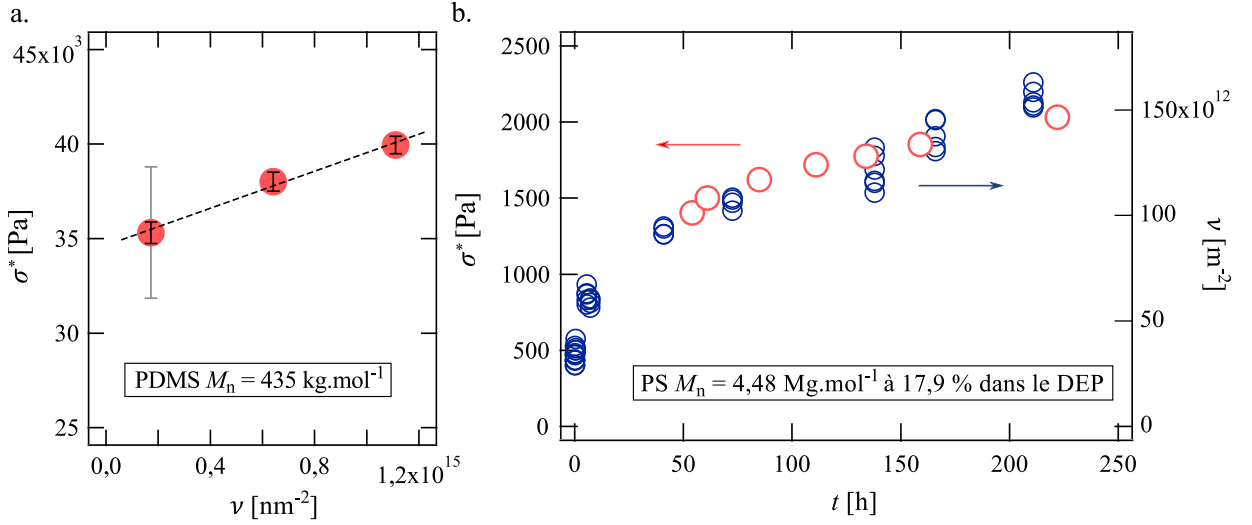 a.
45x10³
40
35
30
25
σ* [Pa]
PDMS Mₙ = 435 kg.mol⁻¹
0,0
0,4
0,8
1,2x10¹⁵
ν [nm⁻²]
b.
2500
2000
1500
1000
500
0
σ* [Pa]
150x10¹²
100
50
0
ν [m⁻²]
PS Mₙ = 4,48 Mg.mol⁻¹ à 17,9 % dans le DEP
0
50
100
150
200
250
t [h]